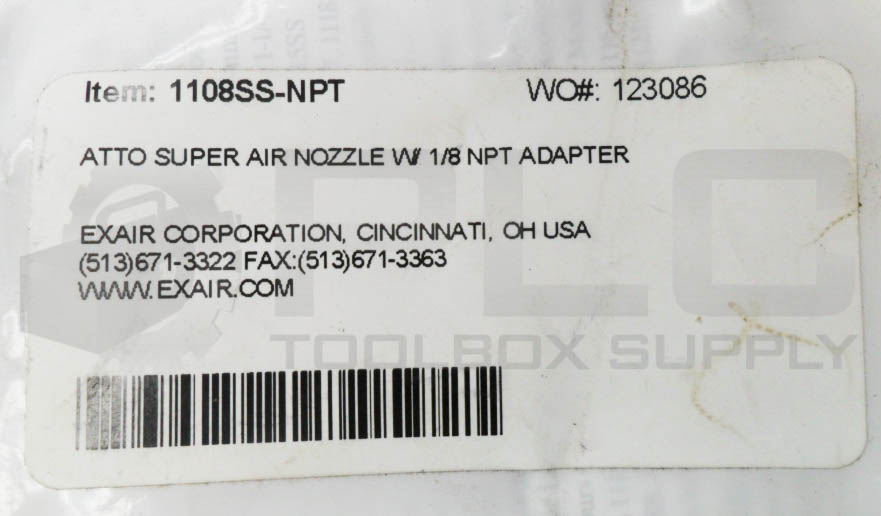 Item: 1108SS-NPT WO#: 123086
ATTO SUPER AIR NOZZLE W/ 1/8 NPT ADAPTER
EXAIR CORPORATION, CINCINNATI, OH USA
(513)671-3322 FAX:(513)671-3363
WWW.EXAIR.COM
PLC
TOOLBOX SUPPLY